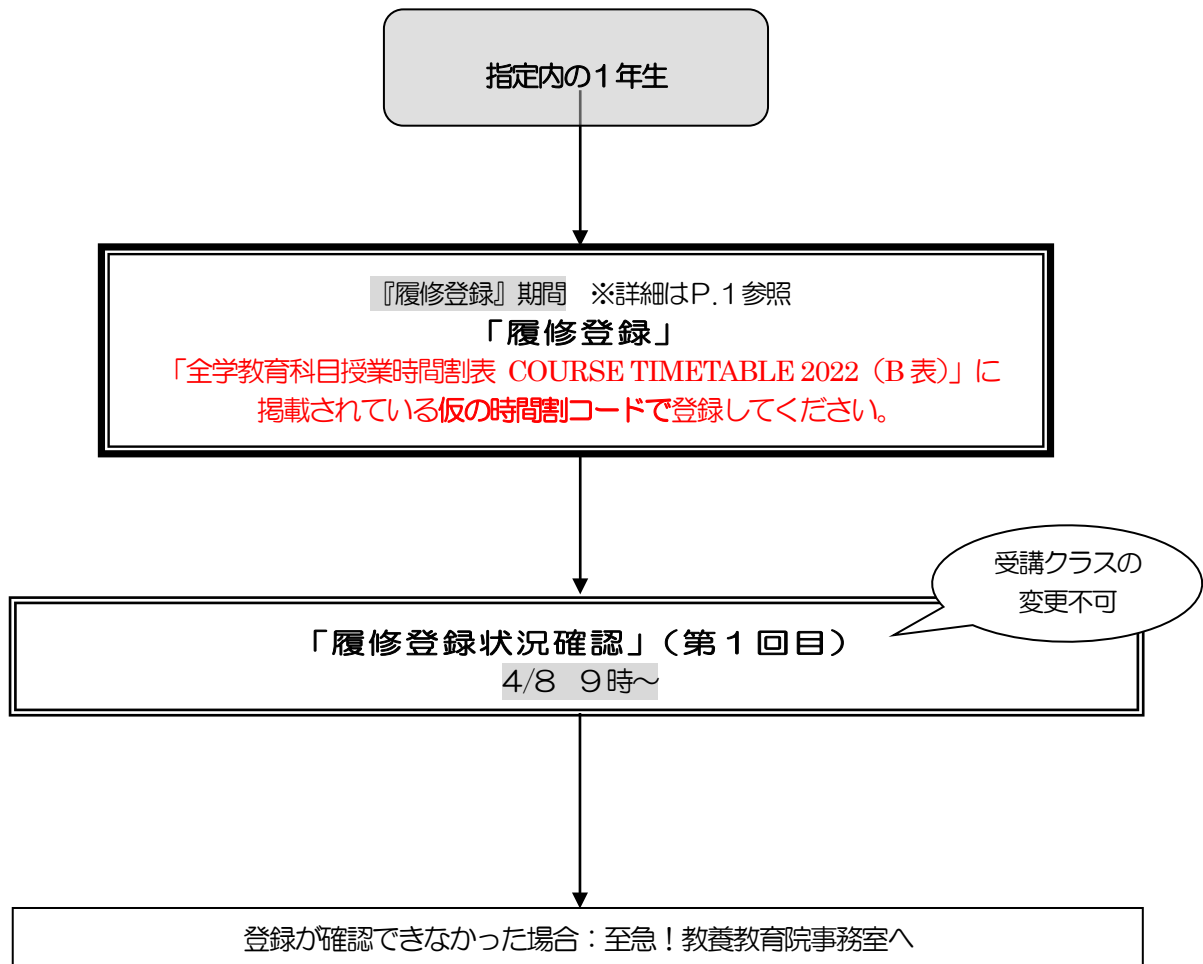 指定内の1年生
『履修登録』期間　※詳細はP.1参照
「履修登録」
「全学教育科目授業時間割表 COURSE TIMETABLE 2022（B表）」に
掲載されている仮の時間割コードで登録してください。
受講クラスの
変更不可
「履修登録状況確認」（第1回目）
4/8　9時～
登録が確認できなかった場合：至急！教養教育院事務室へ